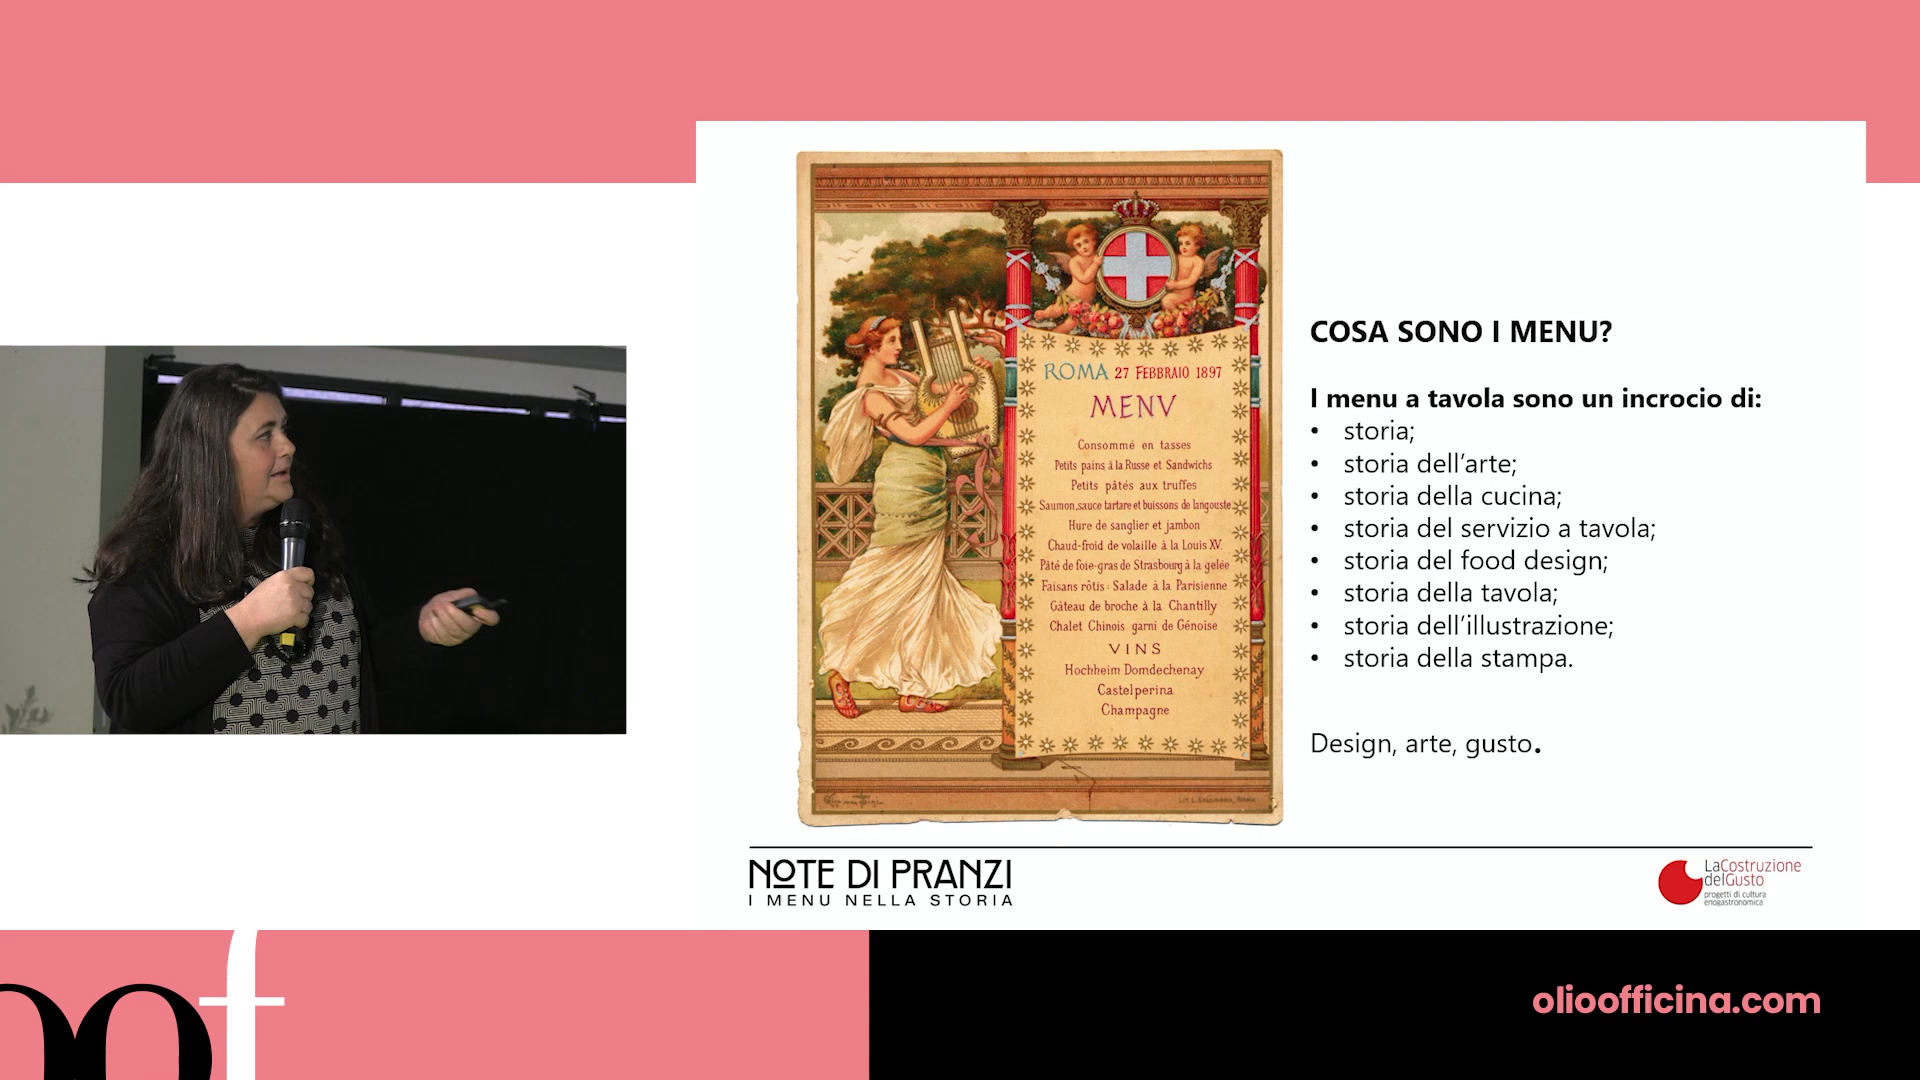 ROMA 27 FEBBRAIO 1897
MENV
Consommé en tasses
Petits pains à la Russe et Sandwichs
Petits pâtés aux truffes
Saumon, sauce tartare et buissons de langouste
Hure de sanglier et jambon
Chaud-froid de volaille à la Louis XV.
Pâté de foie-gras de Strasbourg à la gelée
Faisans rôtis: Salade à la Parisienne
Gâteau de broche à la Chantilly
Chalet Chinois garni de Génoise
VINS
Hochheim Domdechenay
Castelperina
Champagne
LIT. L. SALOMONE, ROMA
COSA SONO I MENU?
I menu a tavola sono un incrocio di:
• storia;
• storia dell'arte;
• storia della cucina;
• storia del servizio a tavola;
• storia del food design;
• storia della tavola;
• storia dell'illustrazione;
• storia della stampa.
Design, arte, gusto.
NOTE DI PRANZI
I MENU NELLA STORIA
LaCostruzione
delGusto
progetti di cultura
enogastronomica
oof
olioofficina.com